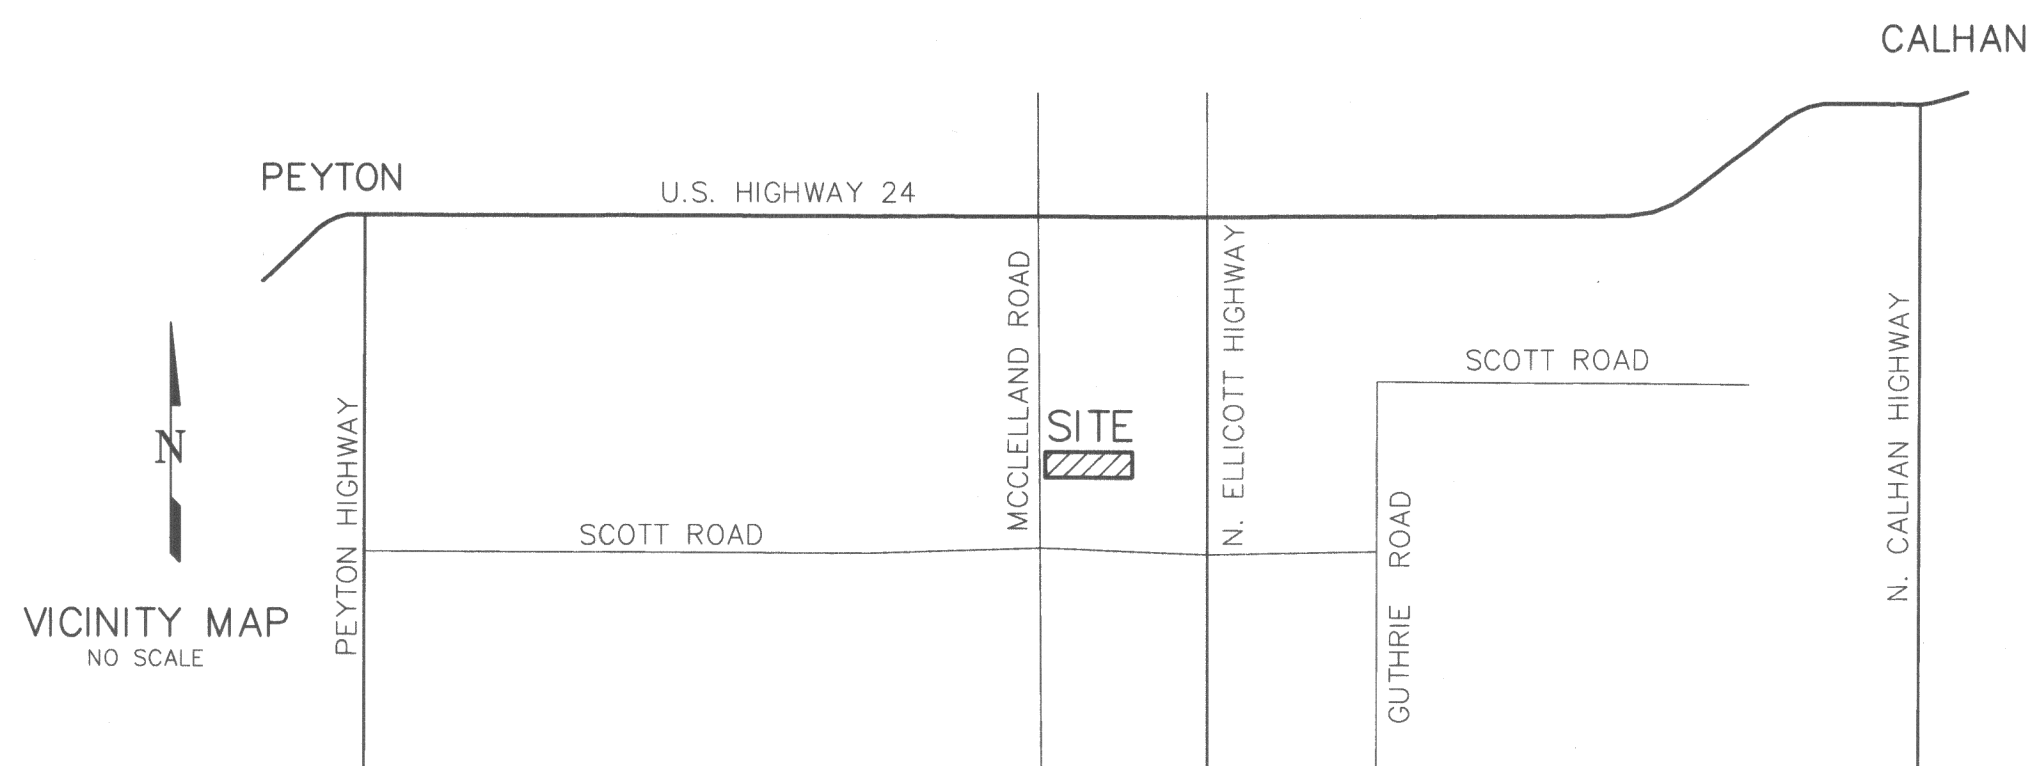 CALHAN
PEYTON
U.S. HIGHWAY 24
MCCLELLAND ROAD
N. ELLICOTT HIGHWAY
SCOTT ROAD
N. CALHAN HIGHWAY
PEYTON HIGHWAY
SITE
N
SCOTT ROAD
GUTHRIE ROAD
VICINITY MAP
NO SCALE